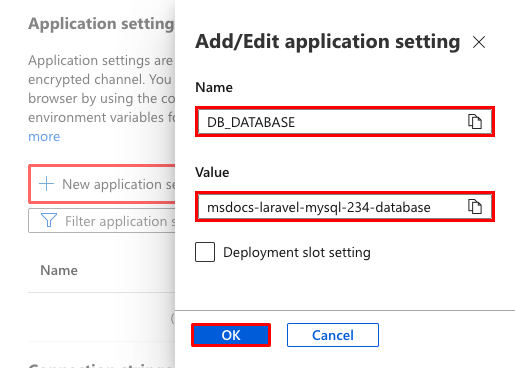 Application setting
Application settings are
encrypted channel. You
browser by using the co
environment variables fo
more
New application se
Filter application s
Name
Add/Edit application setting
Name
DB_DATABASE
Value
msdocs-laravel-mysql-234-database
Deployment slot setting
OK
Cancel